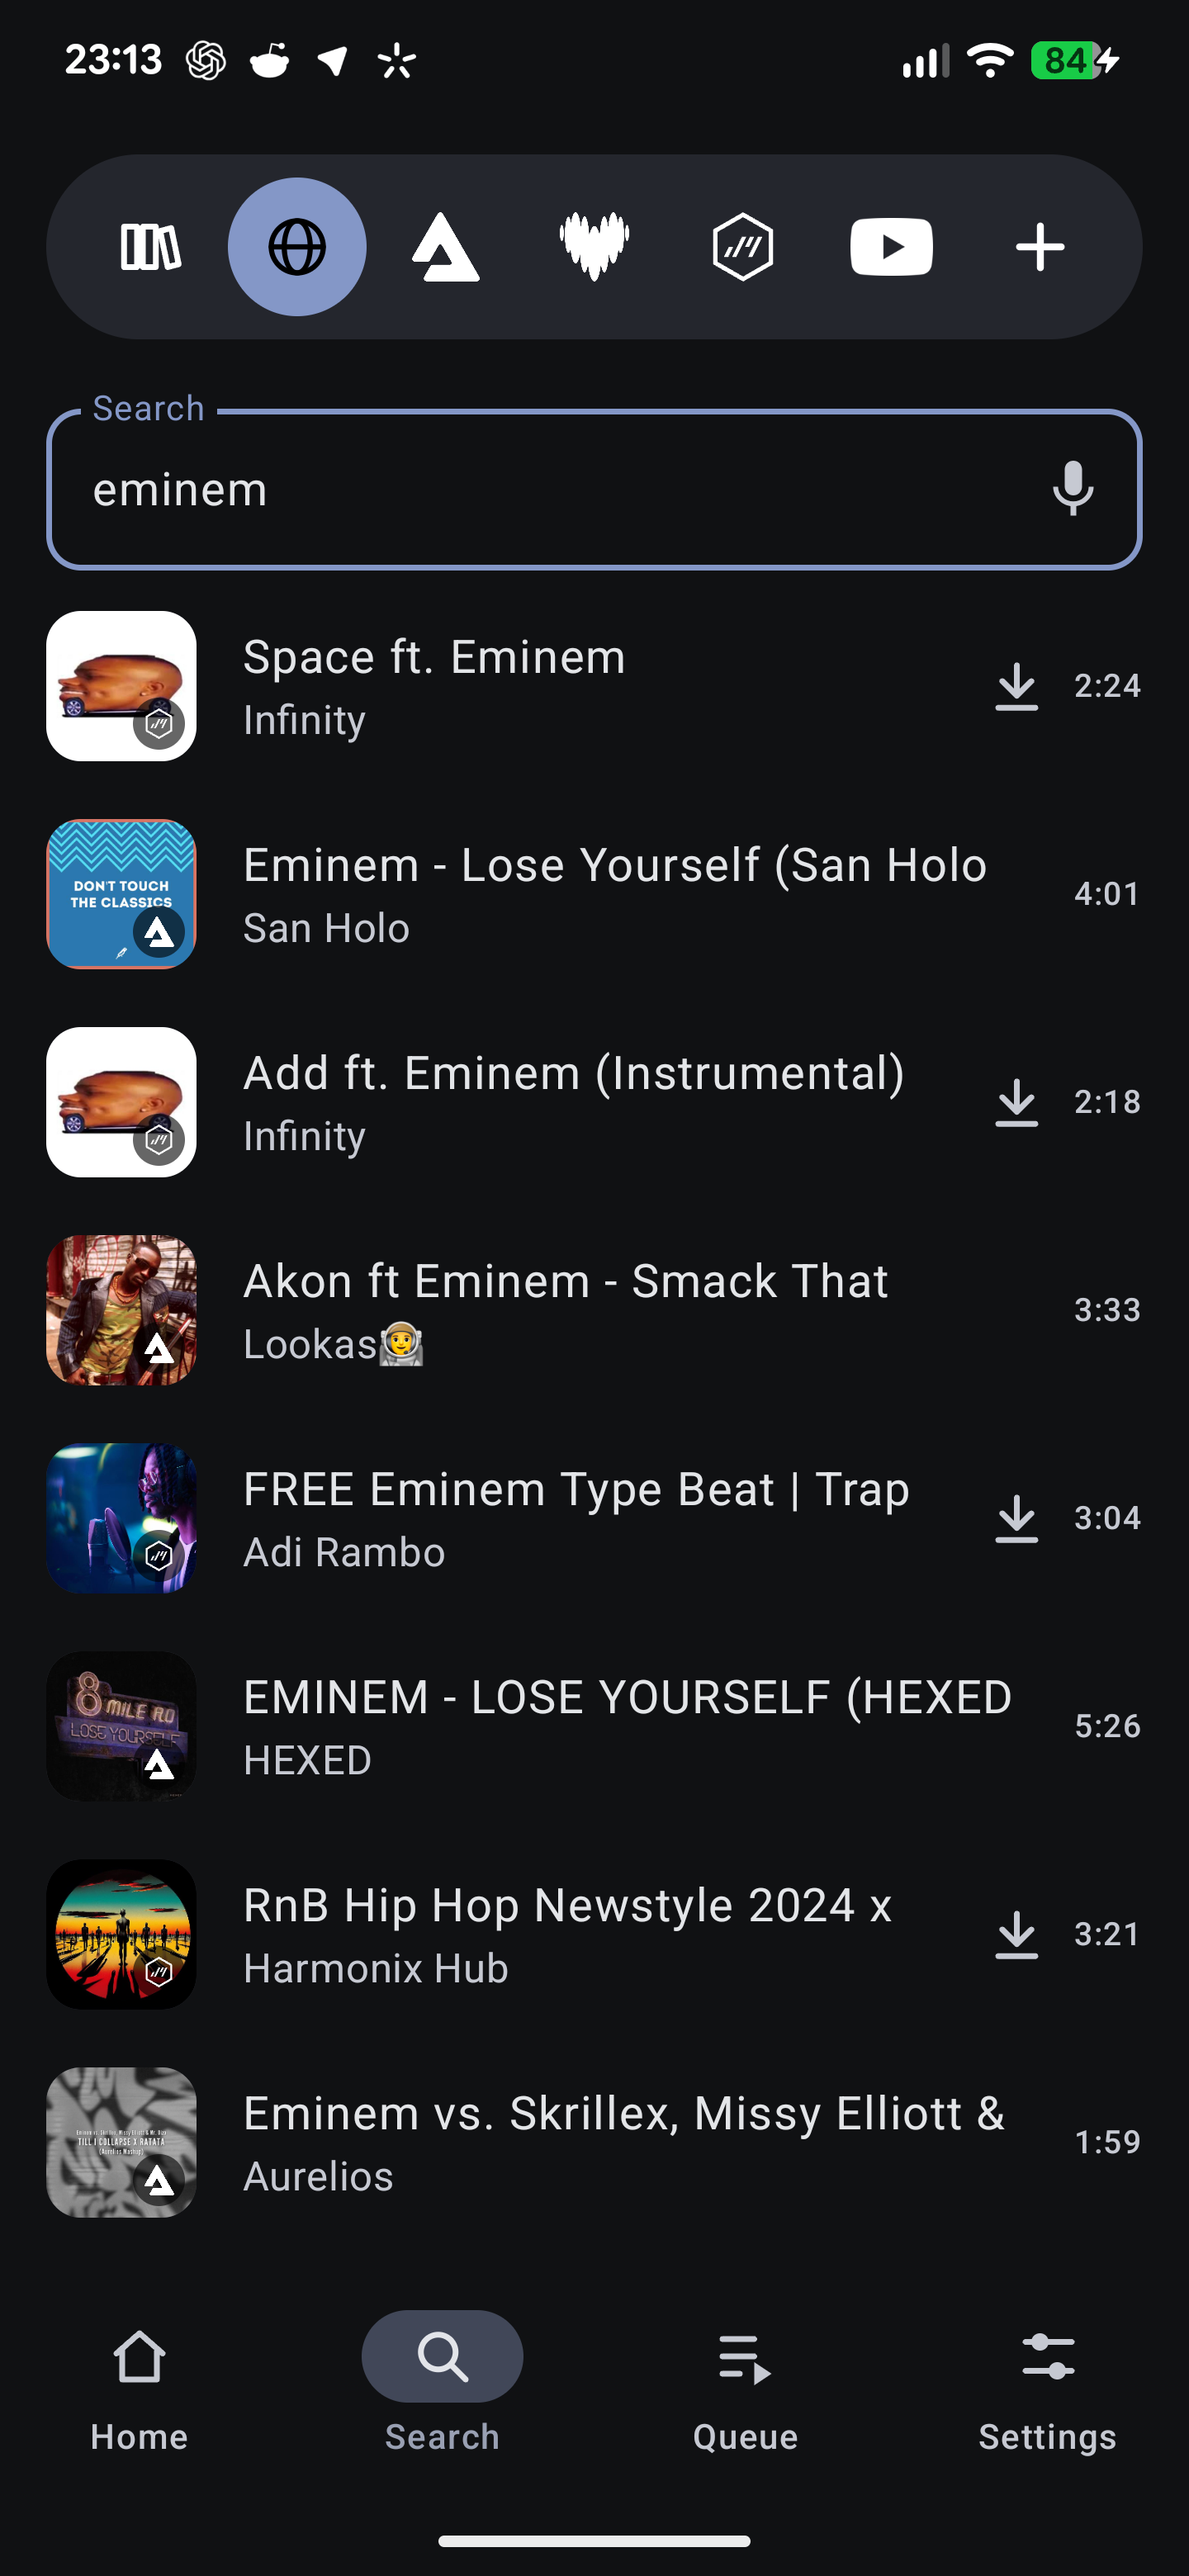 23:13
84
Search
eminem
Space ft. Eminem
Infinity
2:24
DON'T TOUCH
THE CLASSICS
Eminem - Lose Yourself (San Holo
San Holo
4:01
Add ft. Eminem (Instrumental)
Infinity
2:18
Akon ft Eminem - Smack That
Lookas👩‍🚀
3:33
FREE Eminem Type Beat | Trap
Adi Rambo
3:04
8 MILE RD
LOSE YOURSELF
EMINEM - LOSE YOURSELF (HEXED
HEXED
5:26
RnB Hip Hop Newstyle 2024 x
Harmonix Hub
3:21
TILL I COLLAPSE X RATATA
(Aurelios Mashup)
Eminem vs. Skrillex, Missy Elliott &
Aurelios
1:59
Home
Search
Queue
Settings